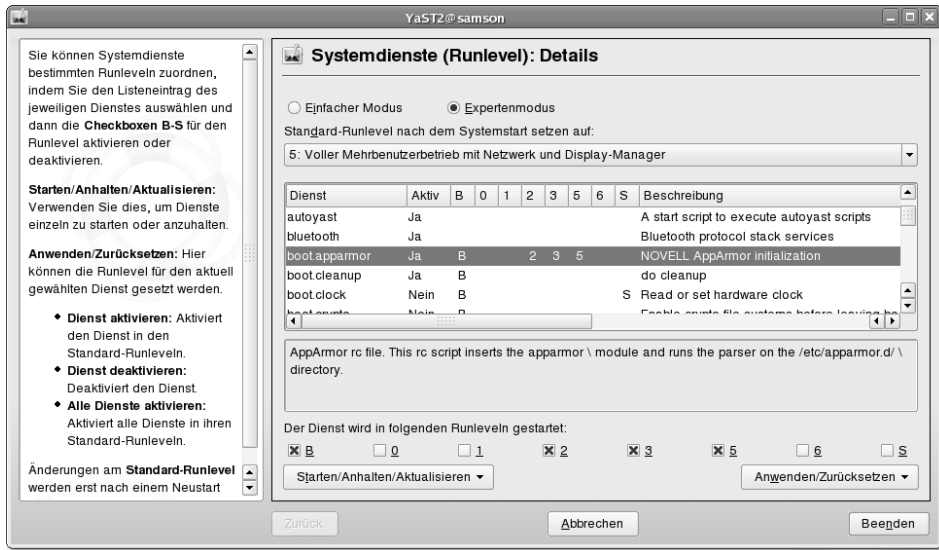 YaST2@samson
Sie können Systemdienste
bestimmten Runleveln zuordnen,
indem Sie den Listeneintrag des
jeweiligen Dienstes auswählen und
dann die Checkboxen B-S für den
Runlevel aktivieren oder
deaktivieren.
Starten/Anhalten/Aktualisieren:
Verwenden Sie dies, um Dienste
einzeln zu starten oder anzuhalten.
Anwenden/Zurücksetzen: Hier
können die Runlevel für den aktuell
gewählten Dienst gesetzt werden.
Dienst aktivieren: Aktiviert
den Dienst in den
Standard-Runleveln.
Dienst deaktivieren:
Deaktiviert den Dienst.
Alle Dienste aktivieren:
Aktiviert alle Dienste in ihren
Standard-Runleveln.
Änderungen am Standard-Runlevel
werden erst nach einem Neustart
Systemdienste (Runlevel): Details
Einfacher Modus Expertenmodus
Standard-Runlevel nach dem Systemstart setzen auf:
5: Voller Mehrbenutzerbetrieb mit Netzwerk und Display-Manager
Dienst Aktiv B 0 1 2 3 5 6 S Beschreibung
autoyast Ja A start script to execute autoyast scripts
bluetooth Ja Bluetooth protocol stack services
boot.apparmor Ja B 2 3 5 NOVELL AppArmor initialization
boot.cleanup Ja B do cleanup
boot.clock Nein B S Read or set hardware clock
boot.crypto Nein B Enable crypto file systems before leaving
AppArmor rc file. This rc script inserts the apparmor \ module and runs the parser on the /etc/apparmor.d/ \
directory.
Der Dienst wird in folgenden Runleveln gestartet:
B 0 1 2 3 5 6 S
Starten/Anhalten/Aktualisieren Anwenden/Zurücksetzen
Zurück Abbrechen Beenden